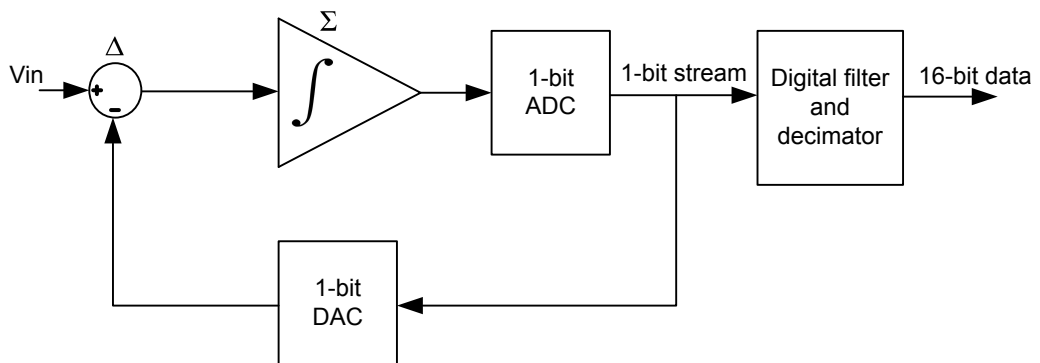 Σ
Δ
Vin
+
-
∫
1-bit
ADC
1-bit stream
Digital filter
and
decimator
16-bit data
1-bit
DAC